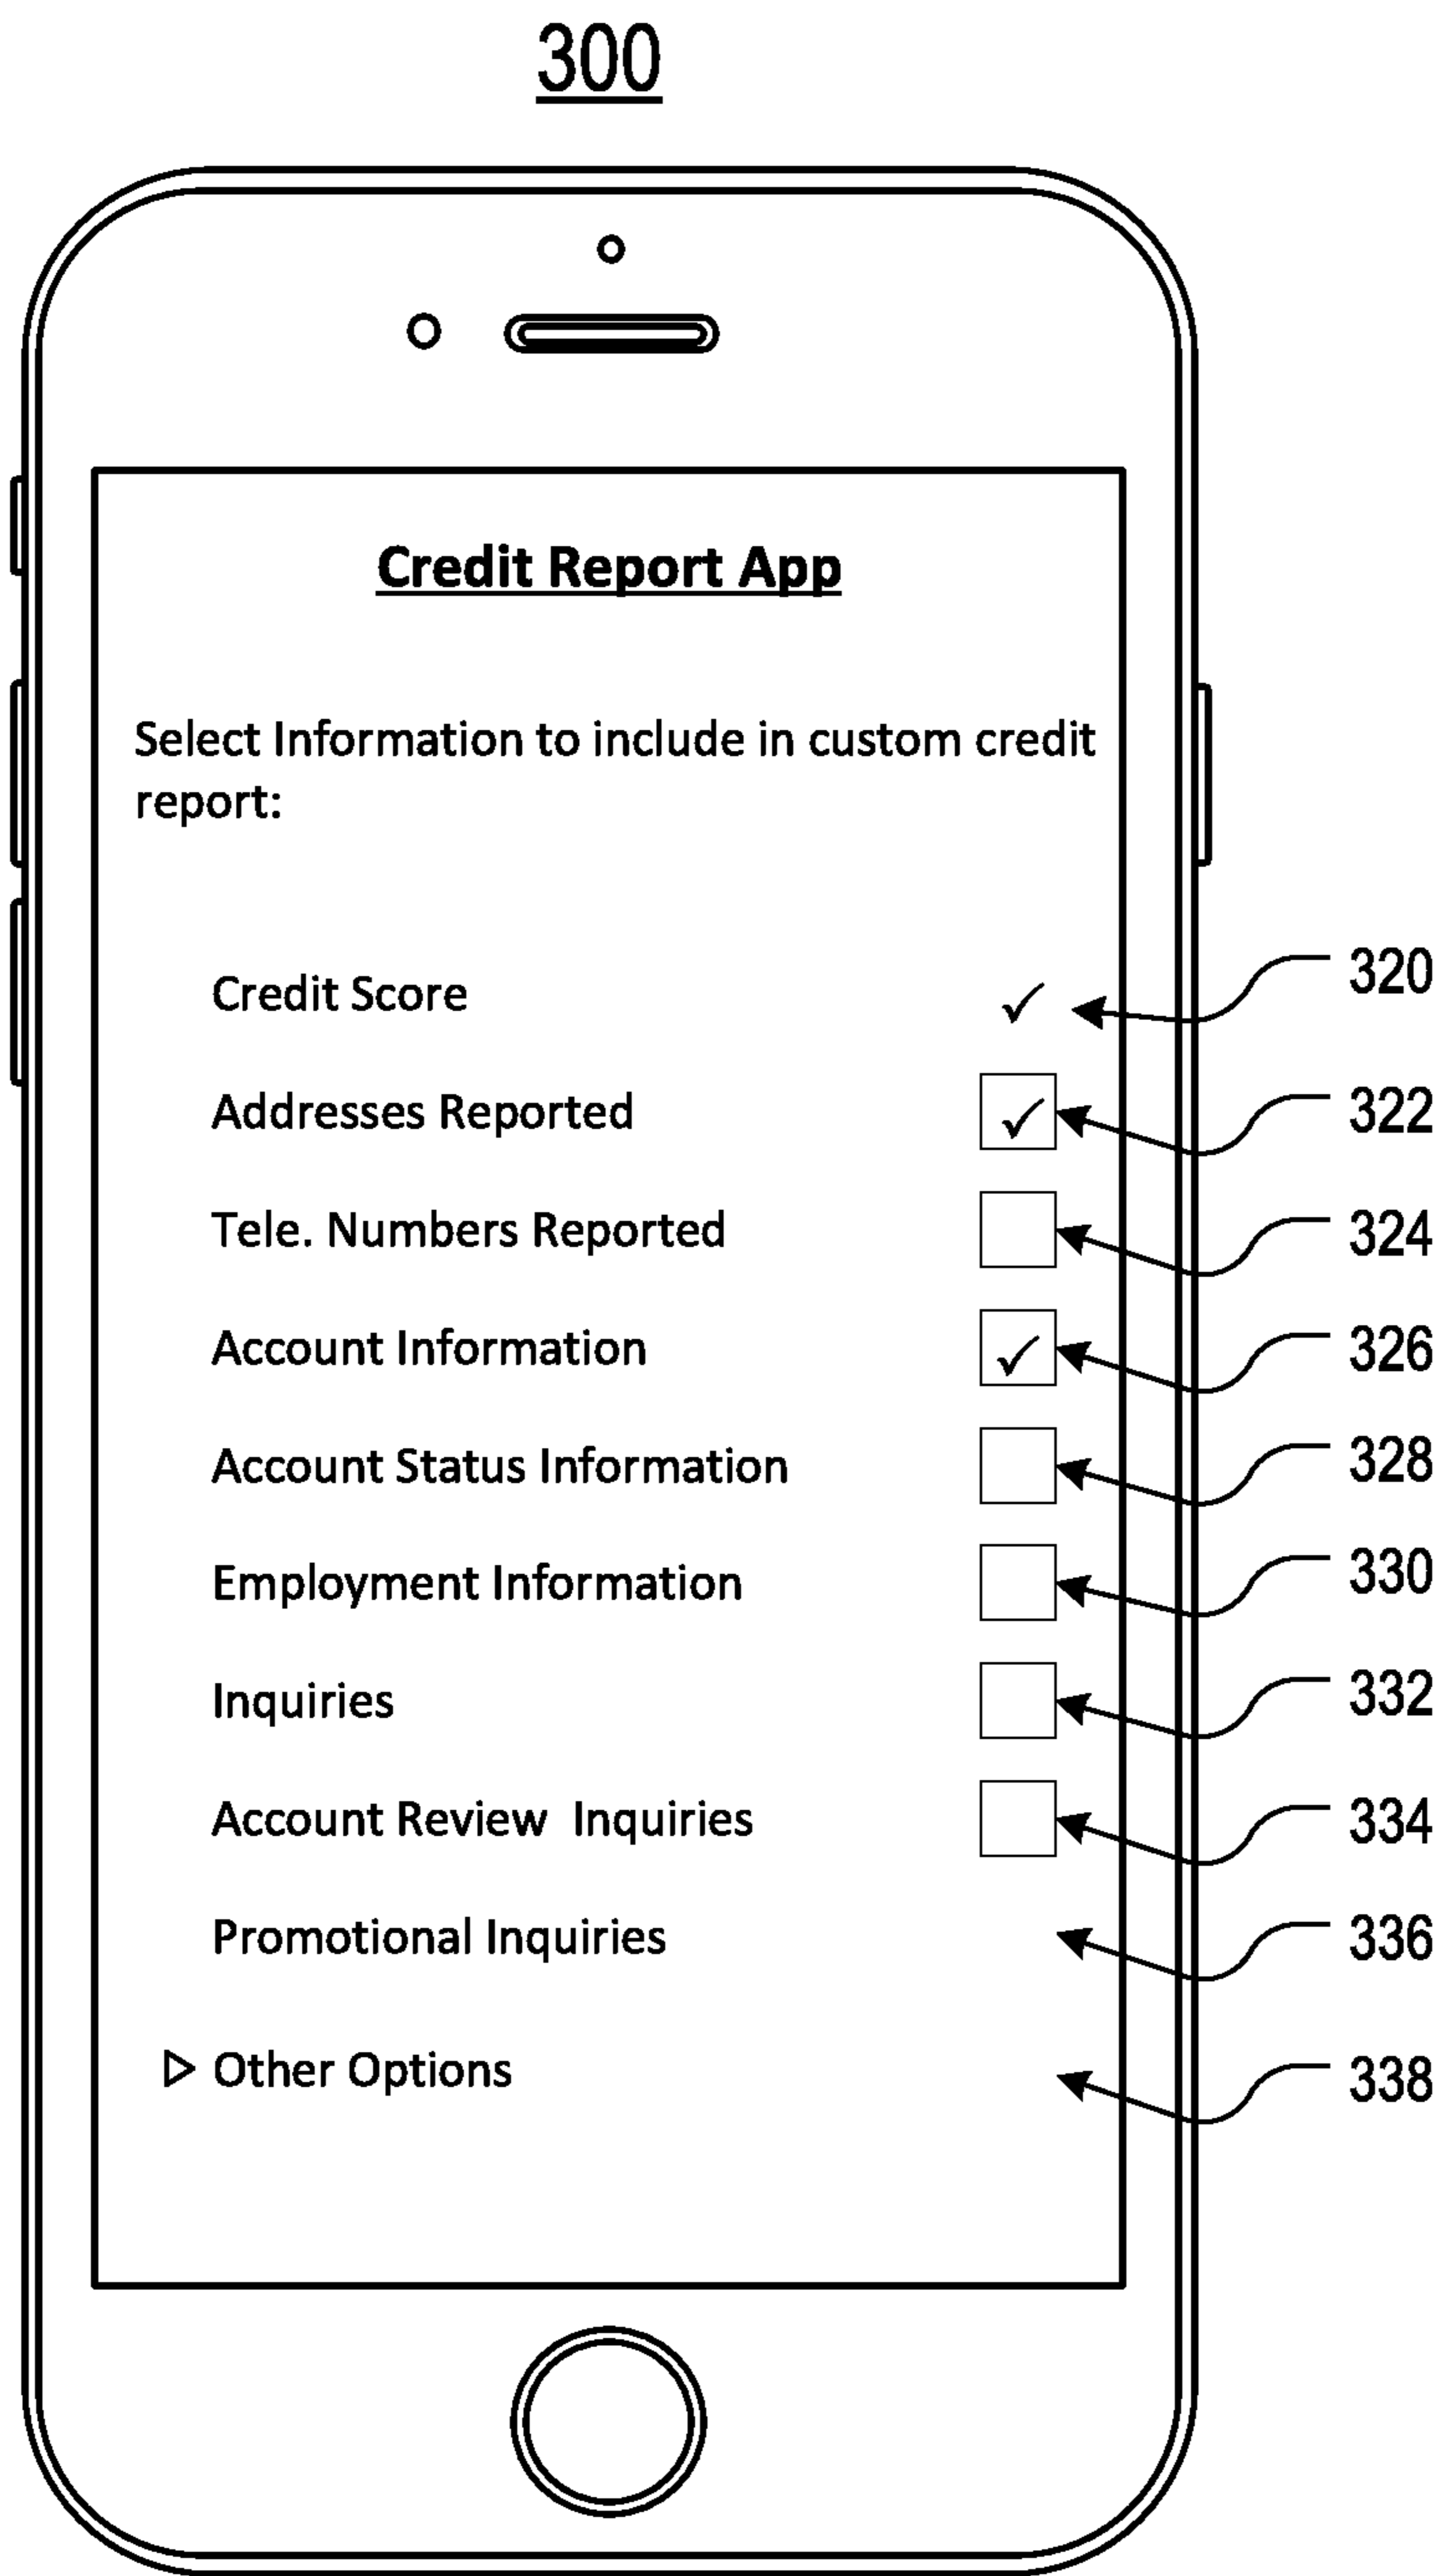 300
Credit Report App
Select Information to include in custom credit
report:
Credit Score ✓ 320
Addresses Reported ✓ 322
Tele. Numbers Reported 324
Account Information ✓ 326
Account Status Information 328
Employment Information 330
Inquiries 332
Account Review Inquiries 334
Promotional Inquiries 336
Other Options 338